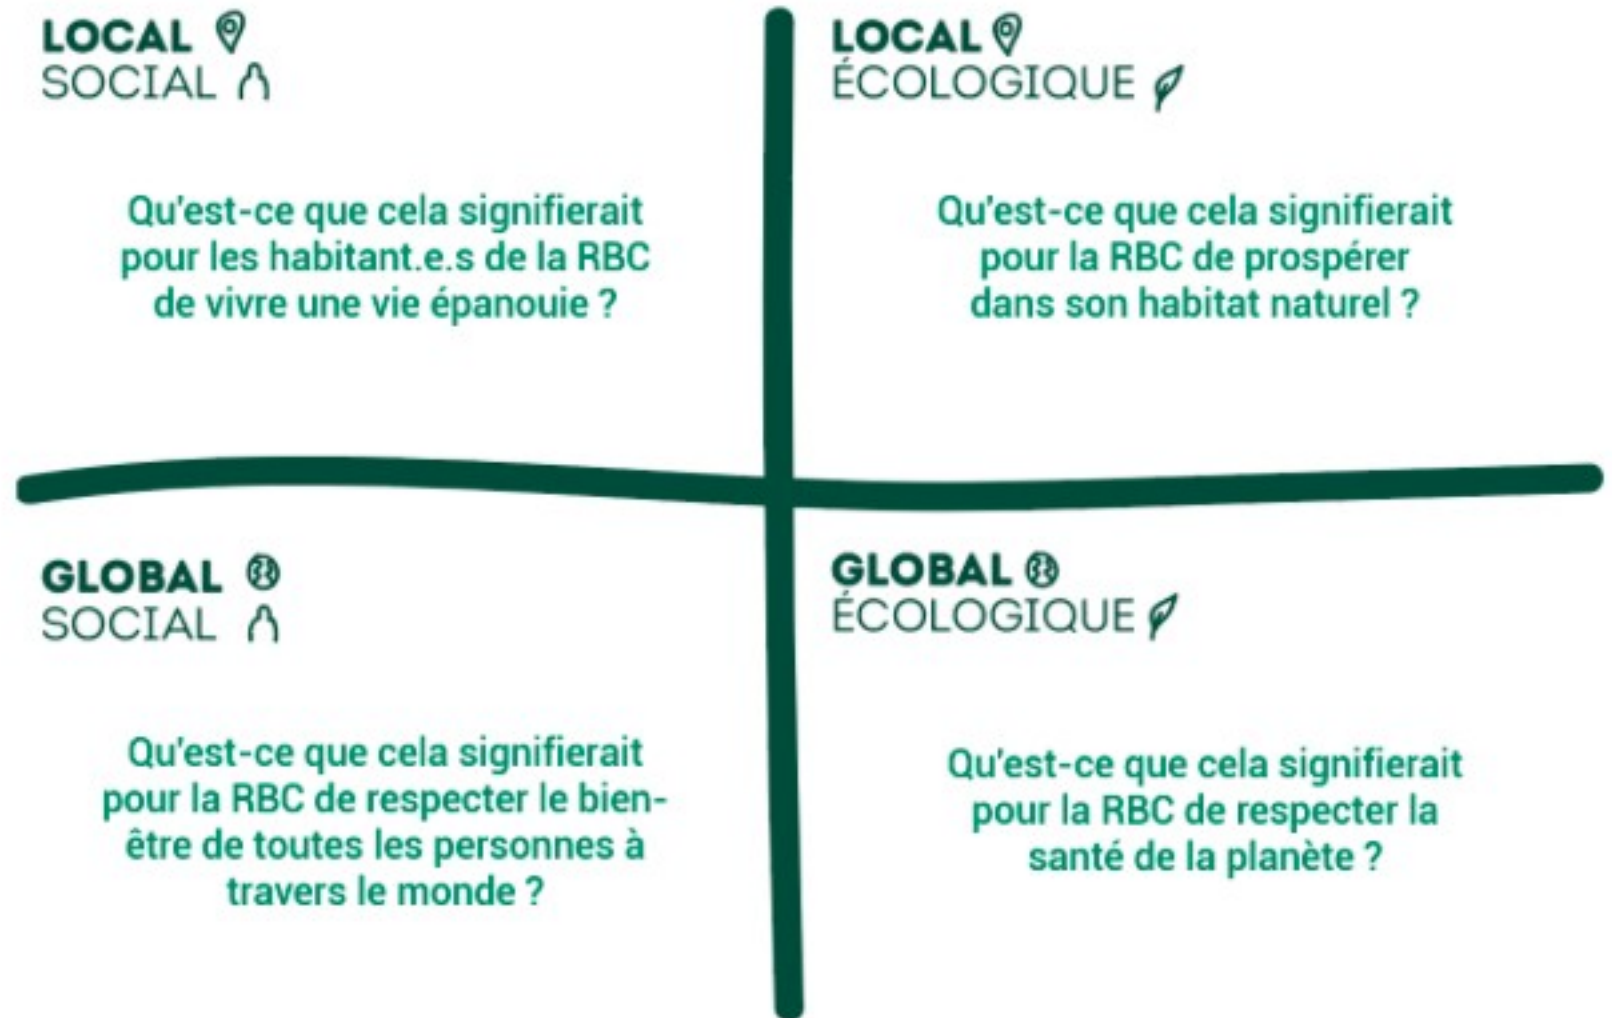 LOCAL
SOCIAL
Qu'est-ce que cela signifierait
pour les habitant.e.s de la RBC
de vivre une vie épanouie ?
LOCAL
ÉCOLOGIQUE
Qu'est-ce que cela signifierait
pour la RBC de prospérer
dans son habitat naturel ?
GLOBAL
SOCIAL
Qu'est-ce que cela signifierait
pour la RBC de respecter le bien-
être de toutes les personnes à
travers le monde ?
GLOBAL
ÉCOLOGIQUE
Qu'est-ce que cela signifierait
pour la RBC de respecter la
santé de la planète ?